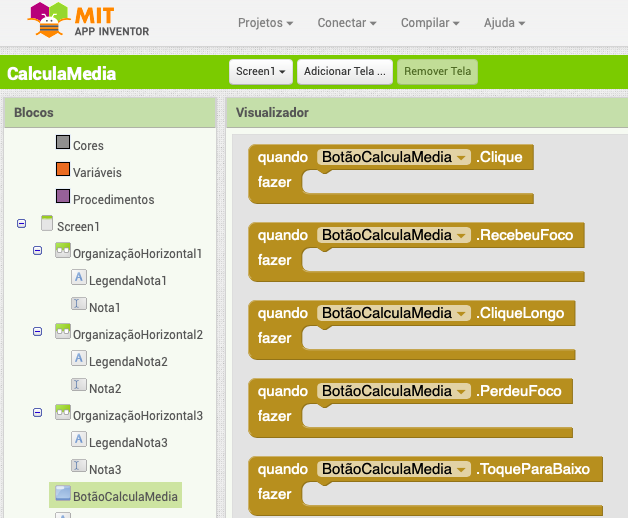 MIT
APP INVENTOR
Projetos Conectar Compilar Ajuda
CalculaMedia Screen1 Adicionar Tela ... Remover Tela
Blocos
Cores
Variáveis
Procedimentos
Screen1
OrganizaçãoHorizontal1
A LegendaNota1
Nota1
OrganizaçãoHorizontal2
A LegendaNota2
Nota2
OrganizaçãoHorizontal3
A LegendaNota3
Nota3
BotãoCalculaMedia
Visualizador
quando BotãoCalculaMedia .Clique
fazer
quando BotãoCalculaMedia .RecebeuFoco
fazer
quando BotãoCalculaMedia .CliqueLongo
fazer
quando BotãoCalculaMedia .PerdeuFoco
fazer
quando BotãoCalculaMedia .ToqueParaBaixo
fazer